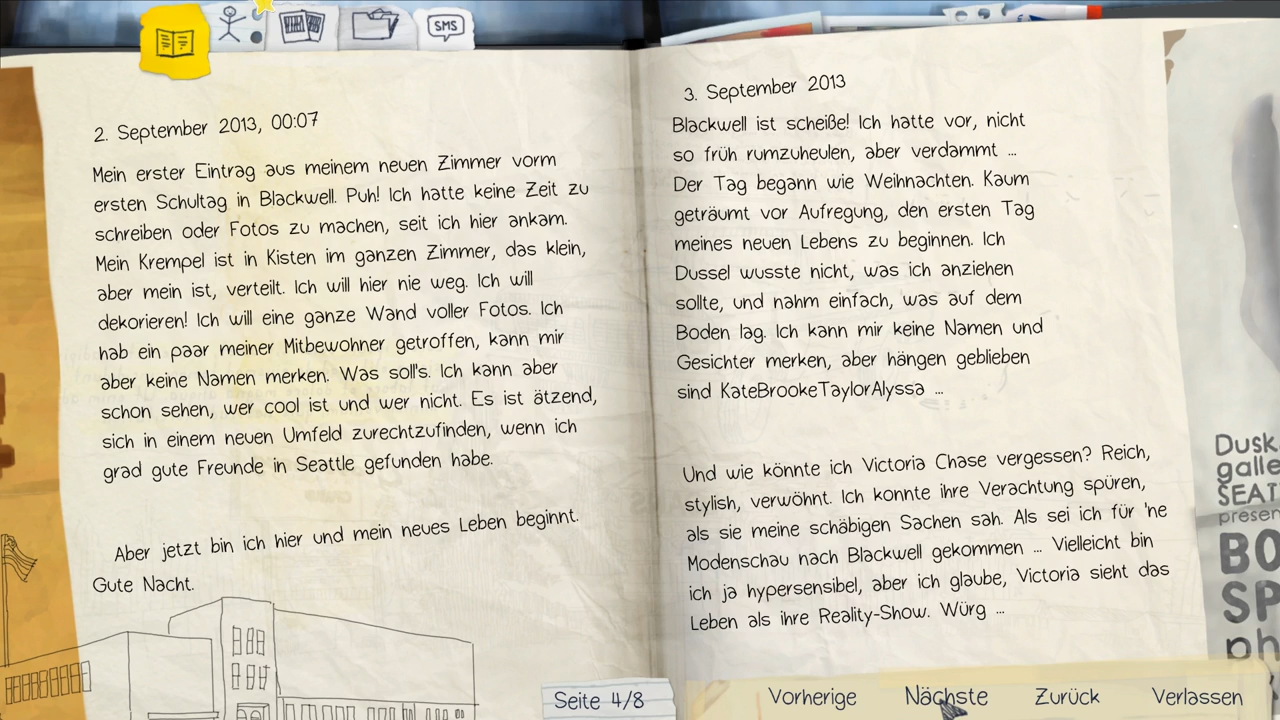 SMS
2. September 2013, 00:07
Mein erster Eintrag aus meinem neuen Zimmer vorm
ersten Schultag in Blackwell. Puh! Ich hatte keine Zeit zu
schreiben oder Fotos zu machen, seit ich hier ankam.
Mein Krempel ist in Kisten im ganzen Zimmer, das klein,
aber mein ist, verteilt. Ich will hier nie weg. Ich will
dekorieren! Ich will eine ganze Wand voller Fotos. Ich
hab ein paar meiner Mitbewohner getroffen, kann mir
aber keine Namen merken. Was soll's. Ich kann aber
schon sehen, wer cool ist und wer nicht. Es ist ätzend,
sich in einem neuen Umfeld zurechtzufinden, wenn ich
grad gute Freunde in Seattle gefunden habe.
Aber jetzt bin ich hier und mein neues Leben beginnt.
Gute Nacht.
3. September 2013
Blackwell ist scheiße! Ich hatte vor, nicht
so früh rumzuheulen, aber verdammt ...
Der Tag begann wie Weihnachten. Kaum
geträumt vor Aufregung, den ersten Tag
meines neuen Lebens zu beginnen. Ich
Dussel wusste nicht, was ich anziehen
sollte, und nahm einfach, was auf dem
Boden lag. Ich kann mir keine Namen und
Gesichter merken, aber hängen geblieben
sind KateBrookeTaylorAlyssa ...
Und wie könnte ich Victoria Chase vergessen? Reich,
stylish, verwöhnt. Ich konnte ihre Verachtung spüren,
als sie meine schäbigen Sachen sah. Als sei ich für 'ne
Modenschau nach Blackwell gekommen ... Vielleicht bin
ich ja hypersensibel, aber ich glaube, Victoria sieht das
Leben als ihre Reality-Show. Würg ...
Dusk
galle
SEAT
presen
BO
SP
ph
Seite 4/8
Vorherige Nächste Zurück Verlassen